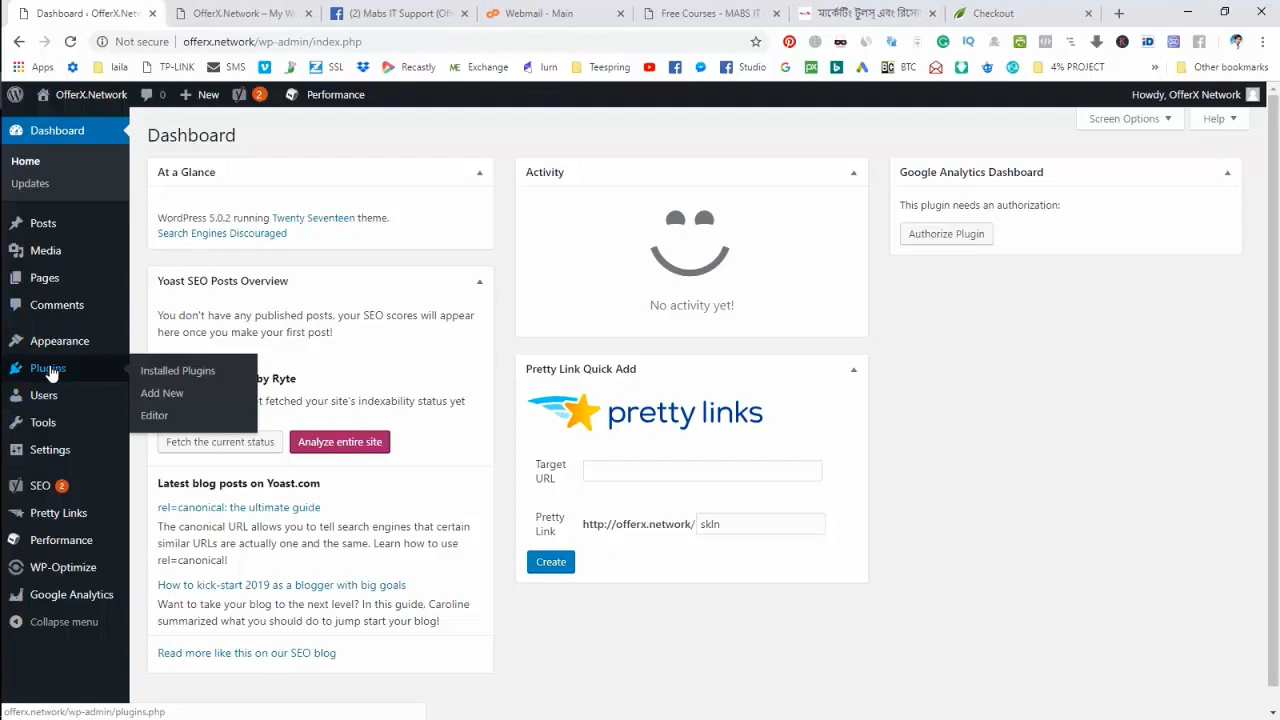 Dashboard ‹ OfferX.Netw
OfferX.Network – My W
(2) Mabs IT Support (Off
Webmail - Main
Free Courses - MABS IT
মার্কেটিং টুলস্ এবং রিসো
Checkout
Not secure
offerx.network/wp-admin/index.php
Apps
laila
TP-LINK
SMS
SSL
Recastly
Exchange
lurn
Teespring
Studio
BTC
4% PROJECT
»
Other bookmarks
OfferX.Network
0
New
2
Performance
Howdy, OfferX Network
Dashboard
Home
Updates
Posts
Media
Pages
Comments
Appearance
Plugins
Installed Plugins
Add New
Editor
Users
Tools
Settings
SEO 2
Pretty Links
Performance
WP-Optimize
Google Analytics
Collapse menu
Dashboard
Screen Options
Help
At a Glance
WordPress 5.0.2 running Twenty Seventeen theme.
Search Engines Discouraged
Yoast SEO Posts Overview
You don't have any published posts, your SEO scores will appear
here once you make your first post!
by Ryte
t fetched your site's indexability status yet
Fetch the current status
Analyze entire site
Latest blog posts on Yoast.com
rel=canonical: the ultimate guide
The canonical URL allows you to tell search engines that certain
similar URLs are actually one and the same. Learn how to use
rel=canonical!
How to kick-start 2019 as a blogger with big goals
Want to take your blog to the next level? In this guide, Caroline
summarized what you should do to jump start your blog!
Read more like this on our SEO blog
Activity
No activity yet!
Pretty Link Quick Add
pretty links
Target
URL
Pretty
Link
http://offerx.network/
skln
Create
Google Analytics Dashboard
This plugin needs an authorization:
Authorize Plugin
offerx.network/wp-admin/plugins.php